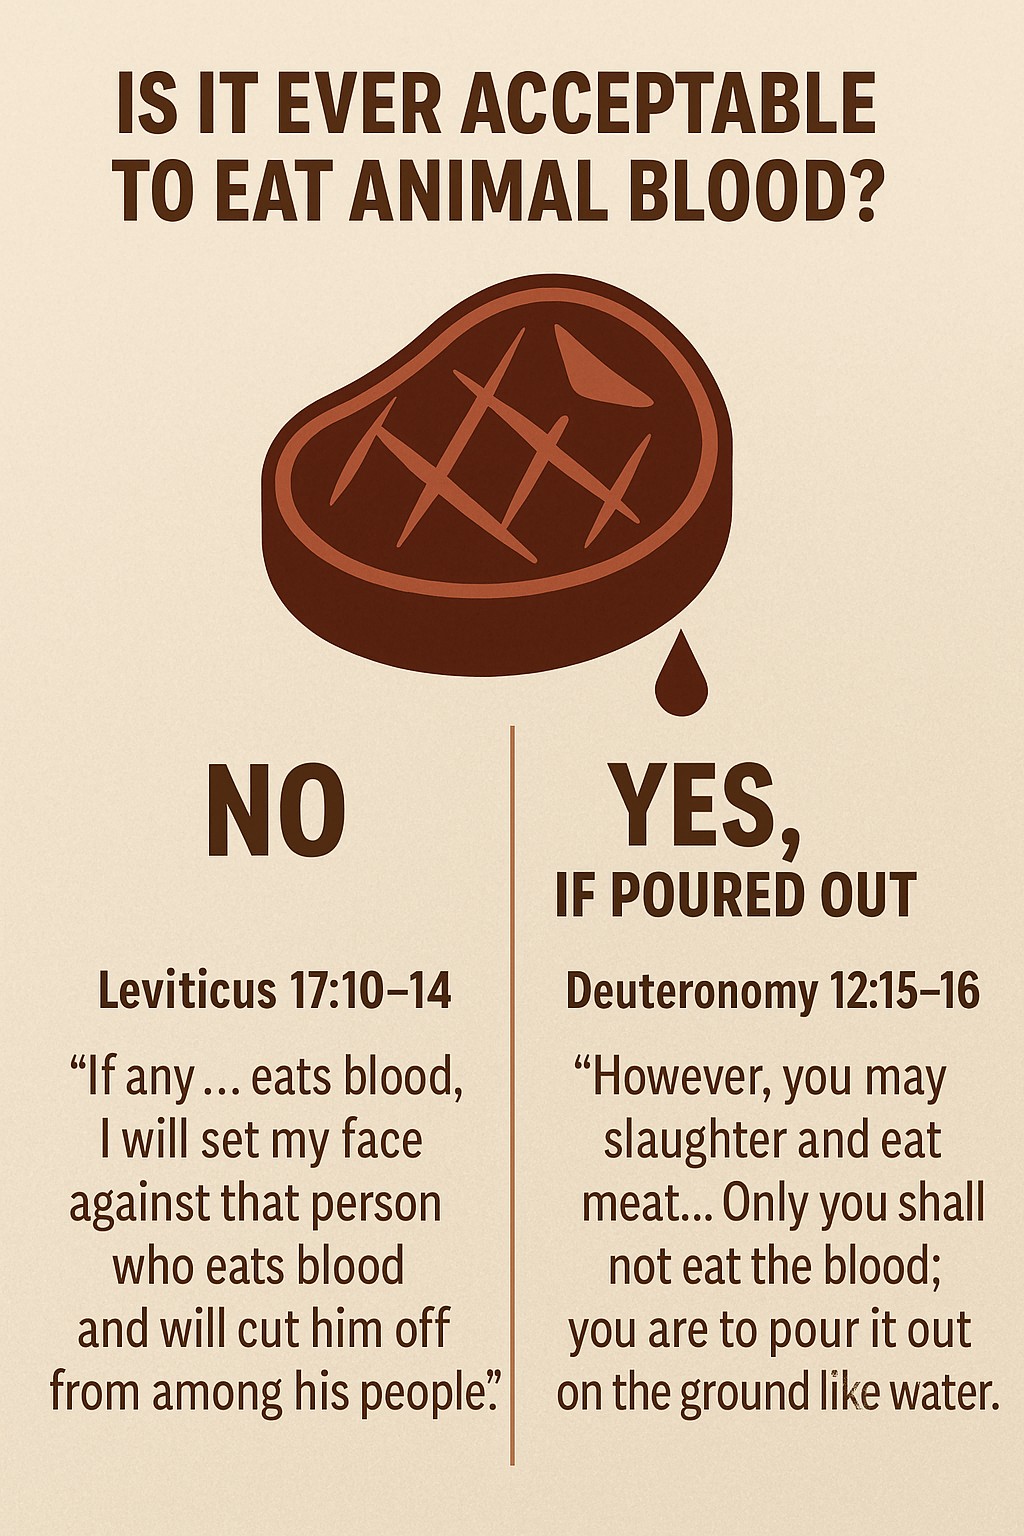 IS IT EVER ACCEPTABLE
TO EAT ANIMAL BLOOD?
NO
Leviticus 17:10–14
“If any... eats blood,
I will set my face
against that person
who eats blood
and will cut him off
from among his people.”
YES,
IF POURED OUT
Deuteronomy 12:15–16
“However, you may
slaughter and eat
meat... Only you shall
not eat the blood;
you are to pour it out
on the ground like water.